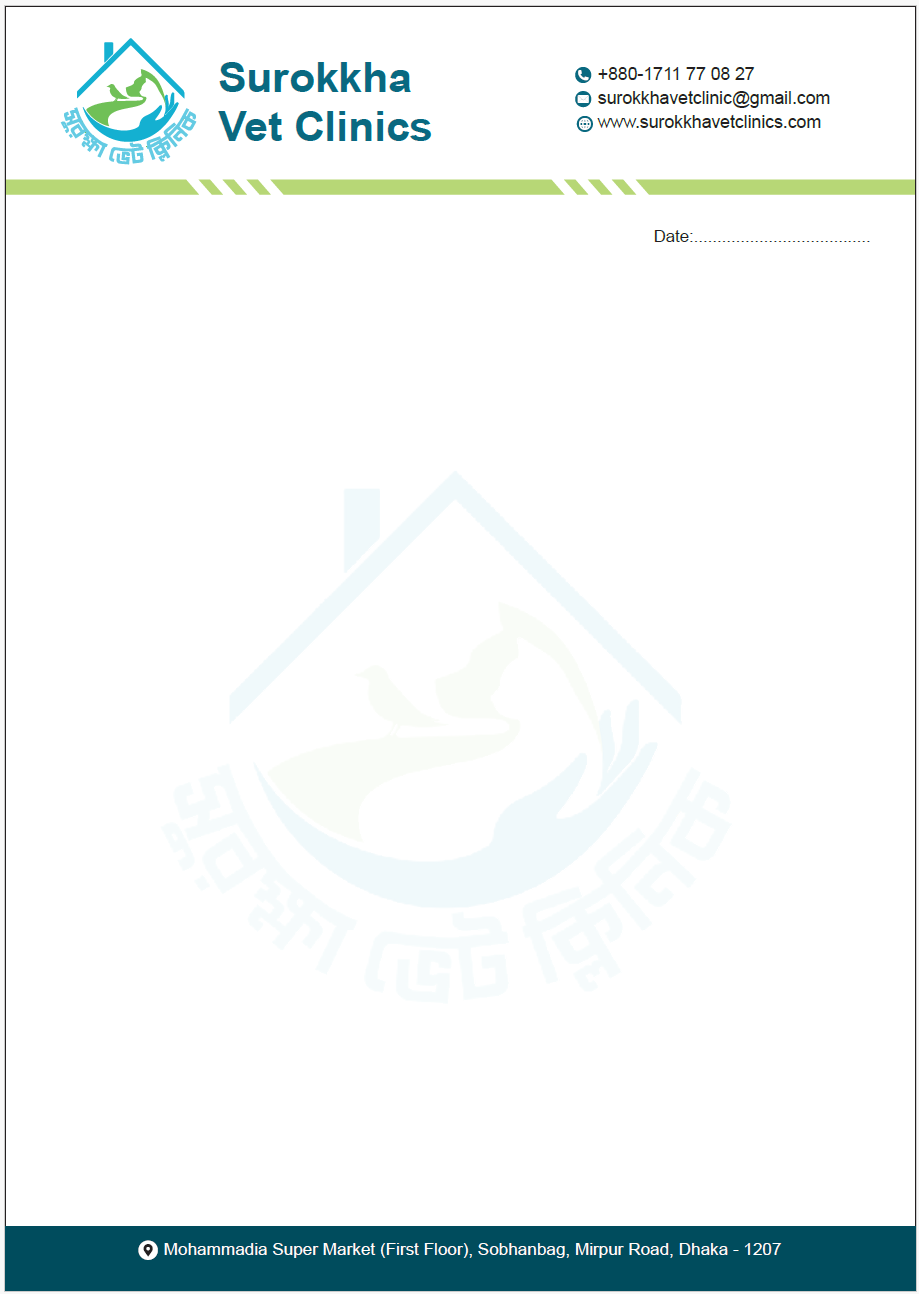 Surokkha
Vet Clinics
সুরক্ষা ভেট ক্লিনিক
+880-1711 77 08 27
surokkhavetclinic@gmail.com
www.surokkhavetclinics.com
Date:......................................
সুরক্ষা ভেট ক্লিনিক
Mohammadia Super Market (First Floor), Sobhanbag, Mirpur Road, Dhaka - 1207